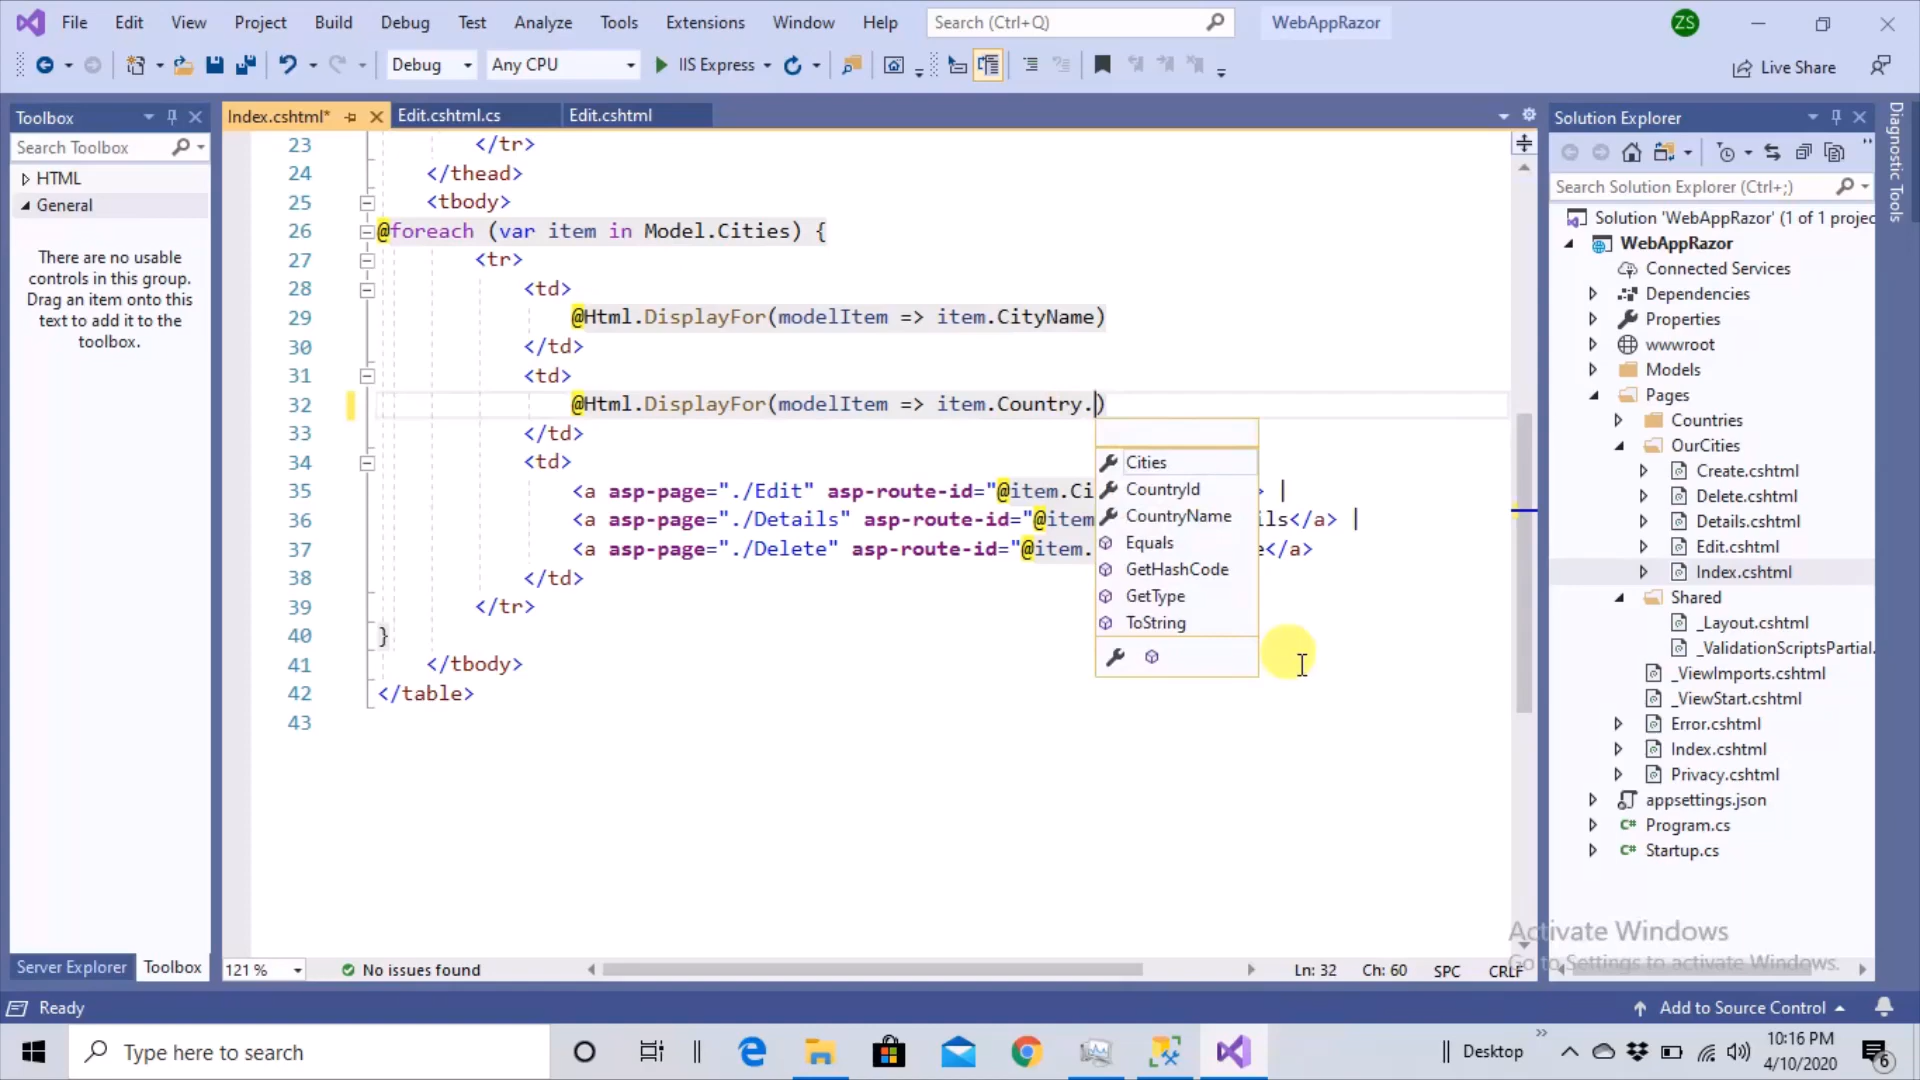 File Edit View Project Build Debug Test Analyze Tools Extensions Window Help Search (Ctrl+Q) WebAppRazor ZS
Debug Any CPU IIS Express Live Share
Toolbox
Search Toolbox
HTML
General
There are no usable
controls in this group.
Drag an item onto this
text to add it to the
toolbox.
Server Explorer Toolbox
Index.cshtml* Edit.cshtml.cs Edit.cshtml
23 </tr>
24 </thead>
25 <tbody>
26 @foreach (var item in Model.Cities) {
27 <tr>
28 <td>
29 @Html.DisplayFor(modelItem => item.CityName)
30 </td>
31 <td>
32 @Html.DisplayFor(modelItem => item.Country.)
33 </td>
34 <td>
35 <a asp-page="./Edit" asp-route-id="@item.Ci > |
36 <a asp-page="./Details" asp-route-id="@item ils</a> |
37 <a asp-page="./Delete" asp-route-id="@item. e</a>
38 </td>
39 </tr>
40 }
41 </tbody>
42 </table>
43
Cities
CountryId
CountryName
Equals
GetHashCode
GetType
ToString
121 % No issues found Ln: 32 Ch: 60 SPC CRLF
Solution Explorer
Search Solution Explorer (Ctrl+;)
Solution 'WebAppRazor' (1 of 1 projec
WebAppRazor
Connected Services
Dependencies
Properties
wwwroot
Models
Pages
Countries
OurCities
Create.cshtml
Delete.cshtml
Details.cshtml
Edit.cshtml
Index.cshtml
Shared
_Layout.cshtml
_ValidationScriptsPartial.
_ViewImports.cshtml
_ViewStart.cshtml
Error.cshtml
Index.cshtml
Privacy.cshtml
appsettings.json
C# Program.cs
C# Startup.cs
Diagnostic Tools
Activate Windows
Go to Settings to activate Windows.
Ready Add to Source Control
Type here to search Desktop 10:16 PM
4/10/2020 6